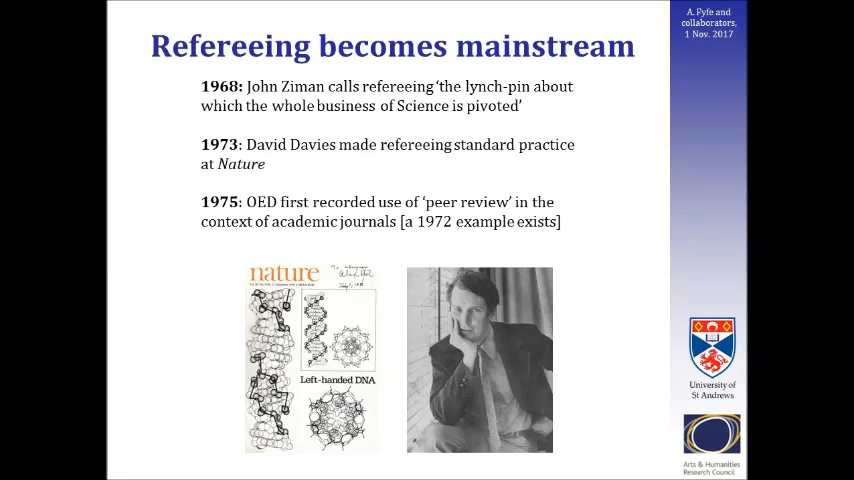 Refereeing becomes mainstream
A. Fyfe and
collaborators,
1 Nov. 2017
1968: John Ziman calls refereeing ‘the lynch-pin about
which the whole business of Science is pivoted’
1973: David Davies made refereeing standard practice
at Nature
1975: OED first recorded use of ‘peer review’ in the
context of academic journals [a 1972 example exists]
nature
Left-handed DNA
University of
St Andrews
Arts & Humanities
Research Council